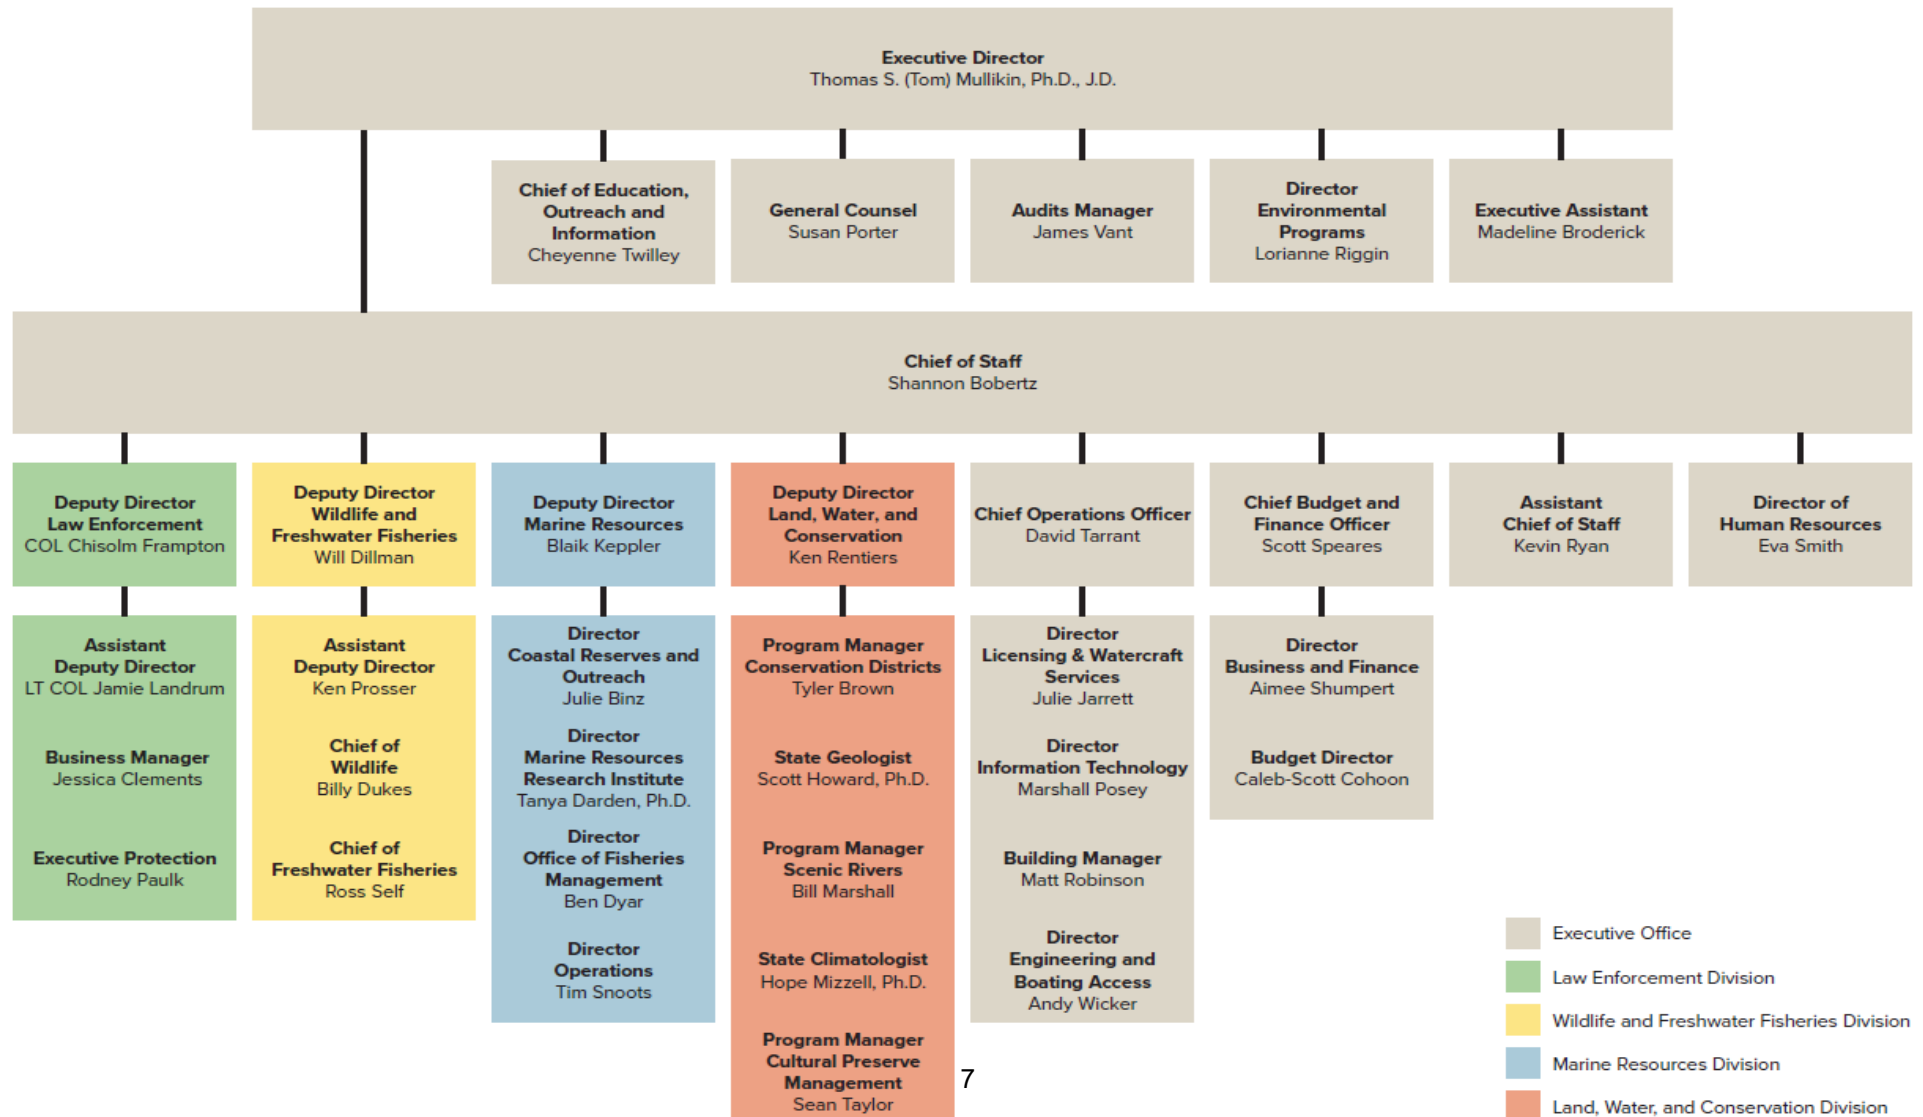 Executive Director
Thomas S. (Tom) Mullikin, Ph.D., J.D.
Chief of Education,
Outreach and
Information
Cheyenne Twilley
General Counsel
Susan Porter
Audits Manager
James Vant
Director
Environmental
Programs
Lorianne Riggin
Executive Assistant
Madeline Broderick
Chief of Staff
Shannon Bobertz
Deputy Director
Law Enforcement
COL Chisolm Frampton
Deputy Director
Wildlife and
Freshwater Fisheries
Will Dillman
Deputy Director
Marine Resources
Blaik Keppler
Deputy Director
Land, Water, and
Conservation
Ken Rentiers
Chief Operations Officer
David Tarrant
Chief Budget and
Finance Officer
Scott Speares
Assistant
Chief of Staff
Kevin Ryan
Director of
Human Resources
Eva Smith
Assistant
Deputy Director
LT COL Jamie Landrum
Business Manager
Jessica Clements
Executive Protection
Rodney Paulk
Assistant
Deputy Director
Ken Prosser
Chief of
Wildlife
Billy Dukes
Chief of
Freshwater Fisheries
Ross Self
Director
Coastal Reserves and
Outreach
Julie Binz
Director
Marine Resources
Research Institute
Tanya Darden, Ph.D.
Director
Office of Fisheries
Management
Ben Dyar
Director
Operations
Tim Snoots
Program Manager
Conservation Districts
Tyler Brown
State Geologist
Scott Howard, Ph.D.
Program Manager
Scenic Rivers
Bill Marshall
State Climatologist
Hope Mizzell, Ph.D.
Program Manager
Cultural Preserve
Management
Sean Taylor
Director
Licensing & Watercraft
Services
Julie Jarrett
Director
Information Technology
Marshall Posey
Building Manager
Matt Robinson
Director
Engineering and
Boating Access
Andy Wicker
Director
Business and Finance
Aimee Shumpert
Budget Director
Caleb-Scott Cohoon
Executive Office
Law Enforcement Division
Wildlife and Freshwater Fisheries Division
Marine Resources Division
Land, Water, and Conservation Division
7